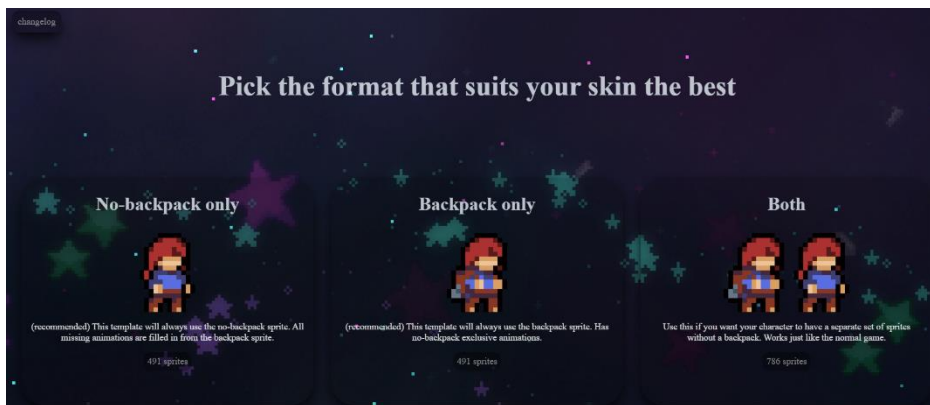 changelog
Pick the format that suits your skin the best
No-backpack only
(recommended) This template will always use the no-backpack sprite. All
missing animations are filled in from the backpack sprite.
491 sprites
Backpack only
(recommended) This template will always use the backpack sprite. Has
no-backpack exclusive animations.
491 sprites
Both
Use this if you want your character to have a separate set of sprites
without a backpack. Works just like the normal game.
786 sprites